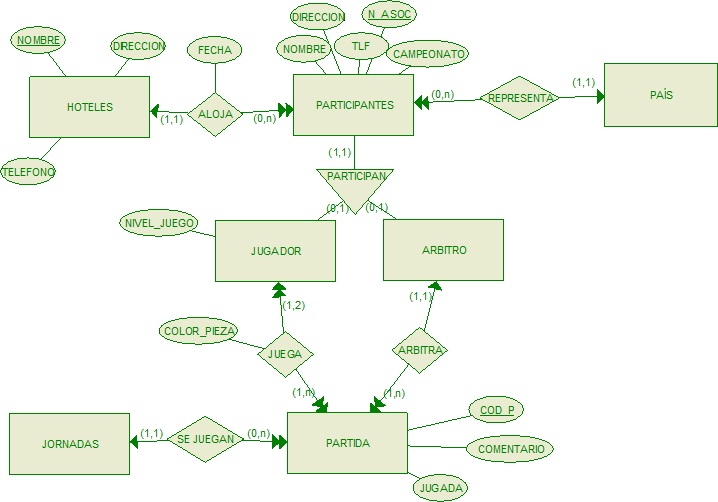 DIRECCION
N_ASOC
NOMBRE
DIRECCION
FECHA
NOMBRE
TLF
CAMPEONATO
HOTELES
(1,1)
ALOJA
(0,n)
PARTICIPANTES
(0,n)
REPRESENTA
(1,1)
PAÍS
TELEFONO
(1,1)
PARTICIPAN
(0,1)
(0,1)
NIVEL_JUEGO
JUGADOR
ARBITRO
(1,2)
(1,1)
COLOR_PIEZA
JUEGA
ARBITRA
(1,n)
(1,n)
COD_P
JORNADAS
(1,1)
SE JUEGAN
(0,n)
PARTIDA
COMENTARIO
JUGADA